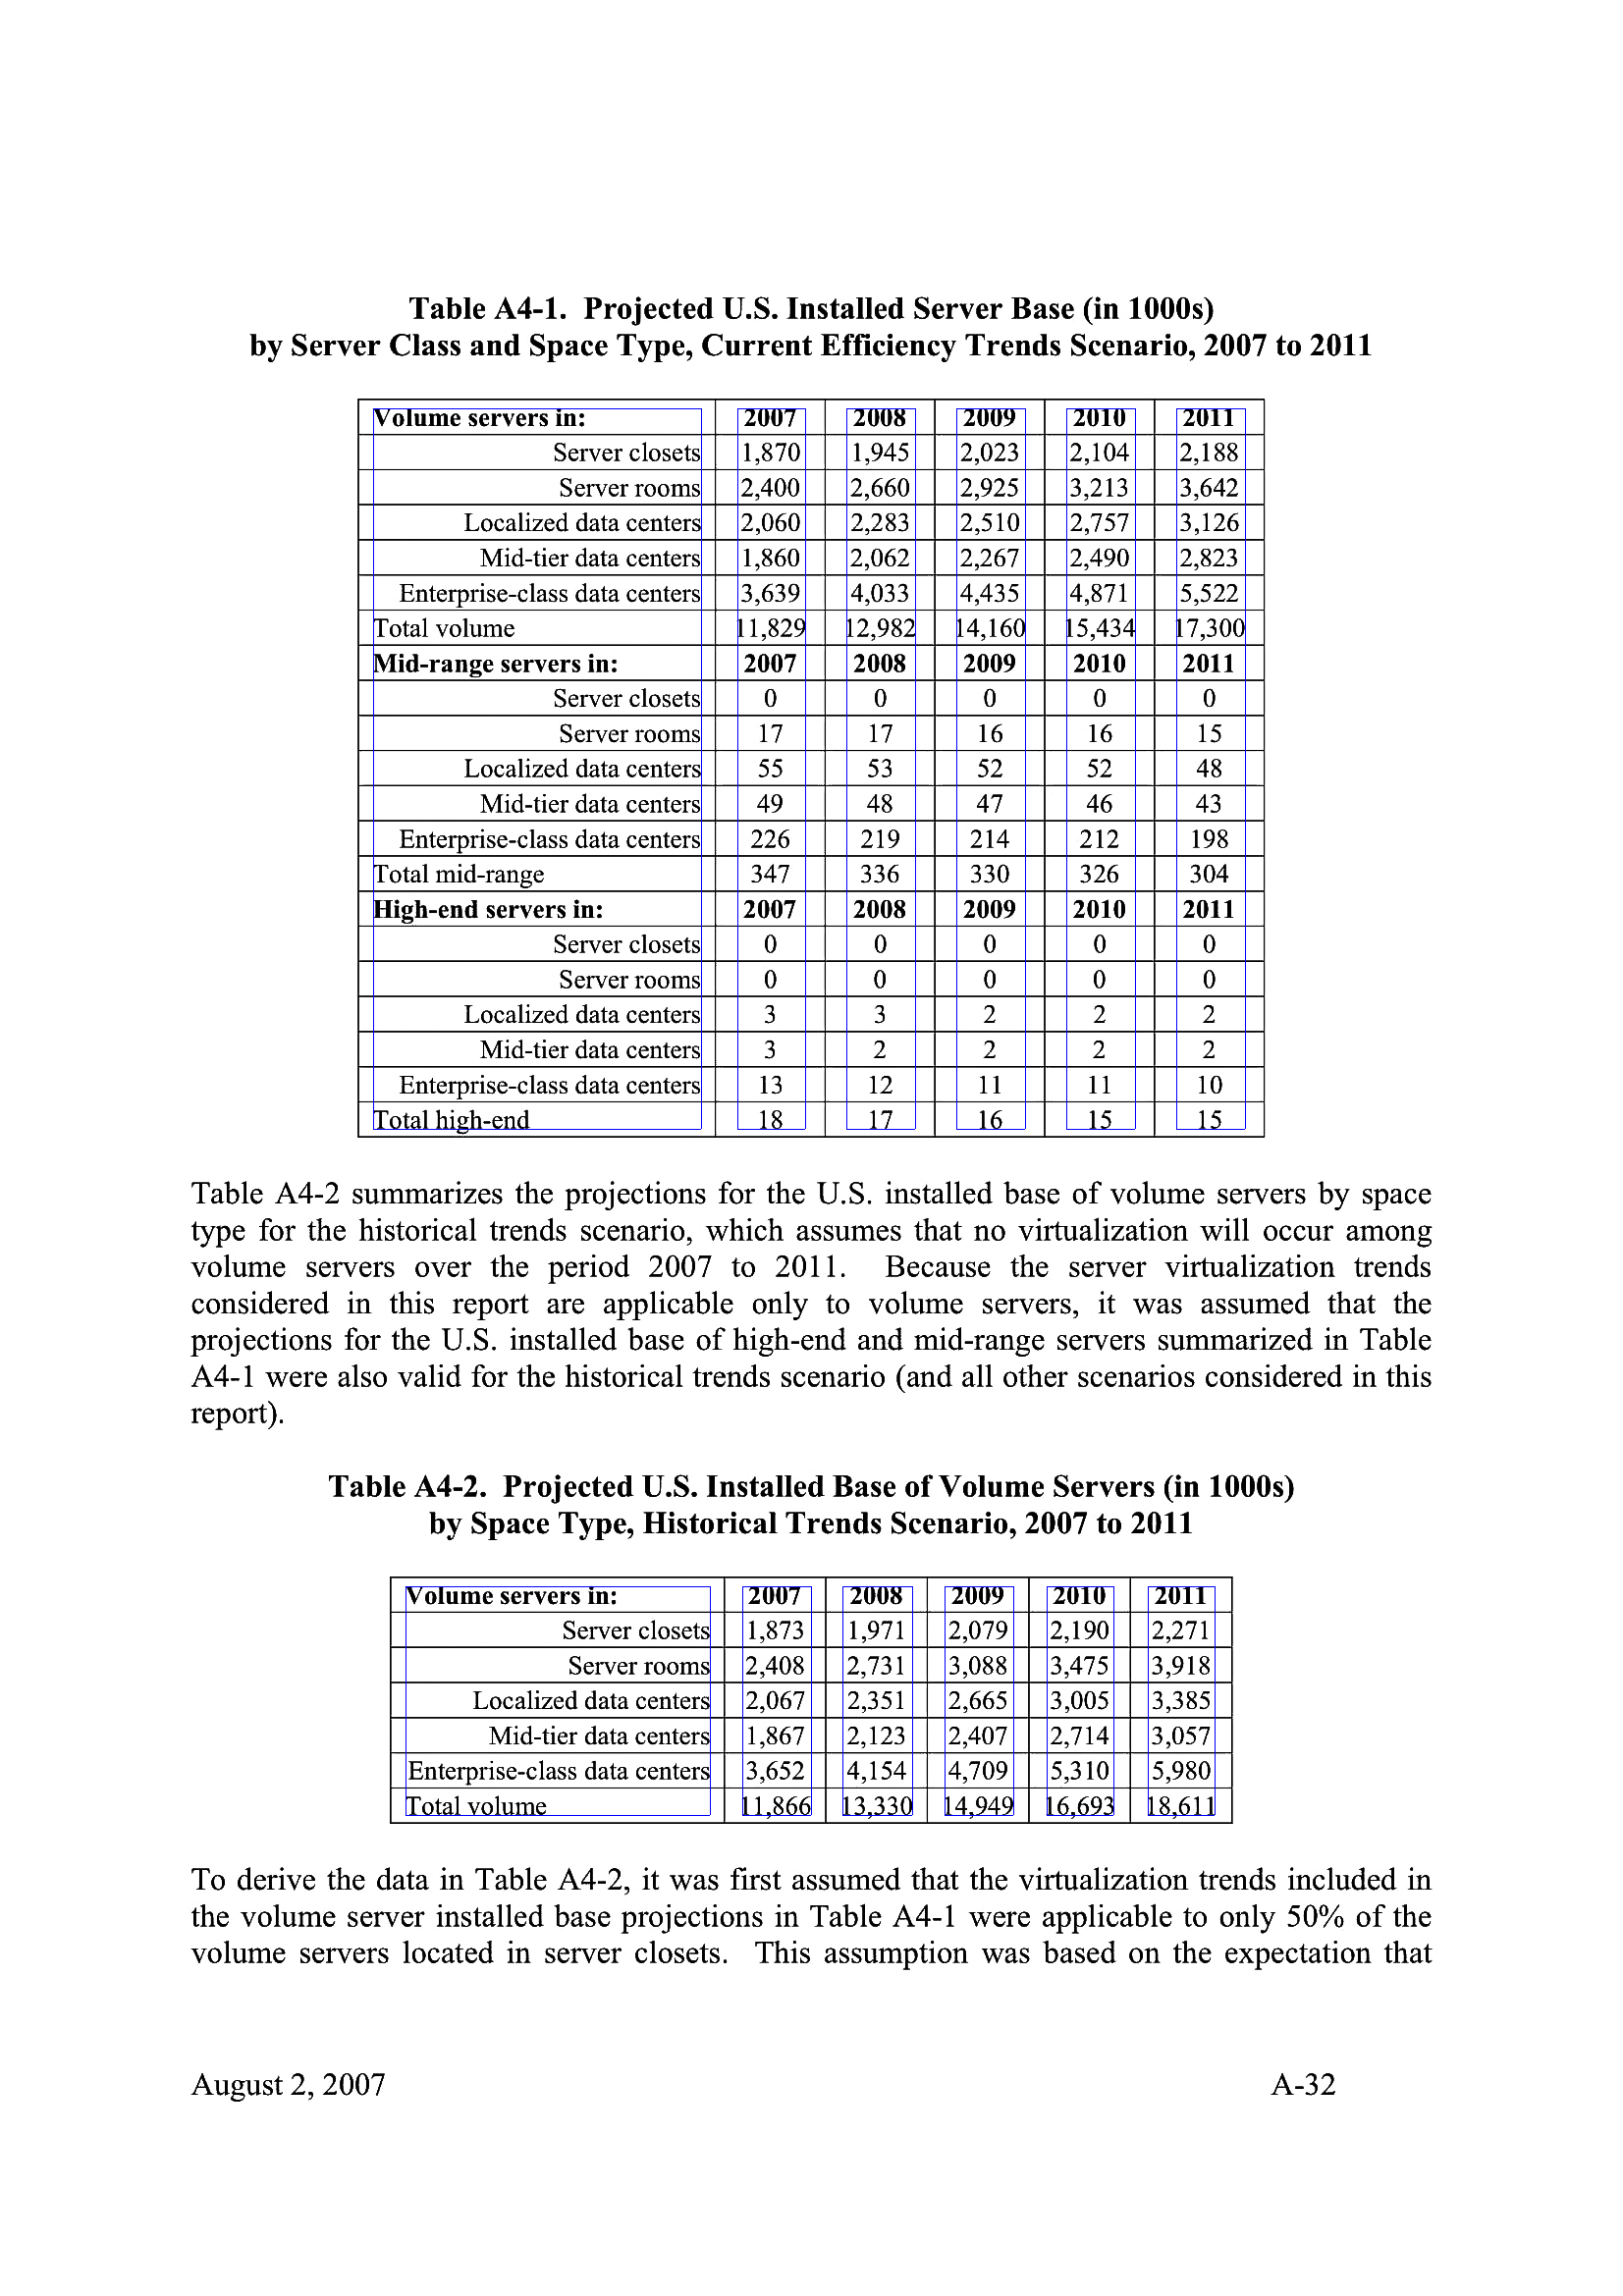 Table A4-1. Projected U.S. Installed Server Base (in 1000s)
by Server Class and Space Type, Current Efficiency Trends Scenario, 2007 to 2011
Volume servers in: 2007 2008 2009 2010 2011
Server closets 1,870 1,945 2,023 2,104 2,188
Server rooms 2,400 2,660 2,925 3,213 3,642
Localized data centers 2,060 2,283 2,510 2,757 3,126
Mid-tier data centers 1,860 2,062 2,267 2,490 2,823
Enterprise-class data centers 3,639 4,033 4,435 4,871 5,522
Total volume 11,829 12,982 14,160 15,434 17,300
Mid-range servers in: 2007 2008 2009 2010 2011
Server closets 0 0 0 0 0
Server rooms 17 17 16 16 15
Localized data centers 55 53 52 52 48
Mid-tier data centers 49 48 47 46 43
Enterprise-class data centers 226 219 214 212 198
Total mid-range 347 336 330 326 304
High-end servers in: 2007 2008 2009 2010 2011
Server closets 0 0 0 0 0
Server rooms 0 0 0 0 0
Localized data centers 3 3 2 2 2
Mid-tier data centers 3 2 2 2 2
Enterprise-class data centers 13 12 11 11 10
Total high-end 18 17 16 15 15
Table A4-2 summarizes the projections for the U.S. installed base of volume servers by space
type for the historical trends scenario, which assumes that no virtualization will occur among
volume servers over the period 2007 to 2011. Because the server virtualization trends
considered in this report are applicable only to volume servers, it was assumed that the
projections for the U.S. installed base of high-end and mid-range servers summarized in Table
A4-1 were also valid for the historical trends scenario (and all other scenarios considered in this
report).
Table A4-2. Projected U.S. Installed Base of Volume Servers (in 1000s)
by Space Type, Historical Trends Scenario, 2007 to 2011
Volume servers in: 2007 2008 2009 2010 2011
Server closets 1,873 1,971 2,079 2,190 2,271
Server rooms 2,408 2,731 3,088 3,475 3,918
Localized data centers 2,067 2,351 2,665 3,005 3,385
Mid-tier data centers 1,867 2,123 2,407 2,714 3,057
Enterprise-class data centers 3,652 4,154 4,709 5,310 5,980
Total volume 11,866 13,330 14,949 16,693 18,611
To derive the data in Table A4-2, it was first assumed that the virtualization trends included in
the volume server installed base projections in Table A4-1 were applicable to only 50% of the
volume servers located in server closets. This assumption was based on the expectation that
August 2, 2007 A-32